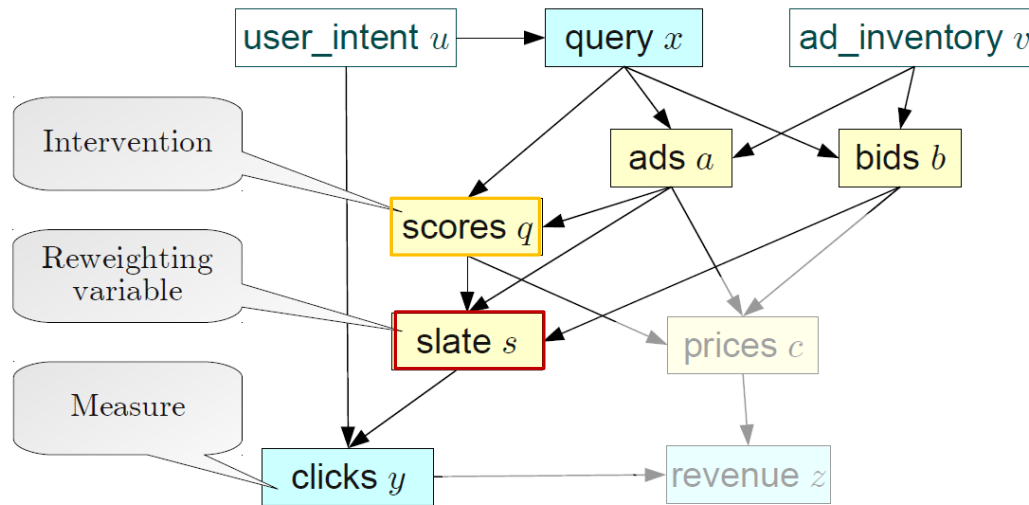 user_intent u
query x
ad_inventory v
Intervention
ads a
bids b
scores q
Reweighting
variable
slate s
prices c
Measure
clicks y
revenue z